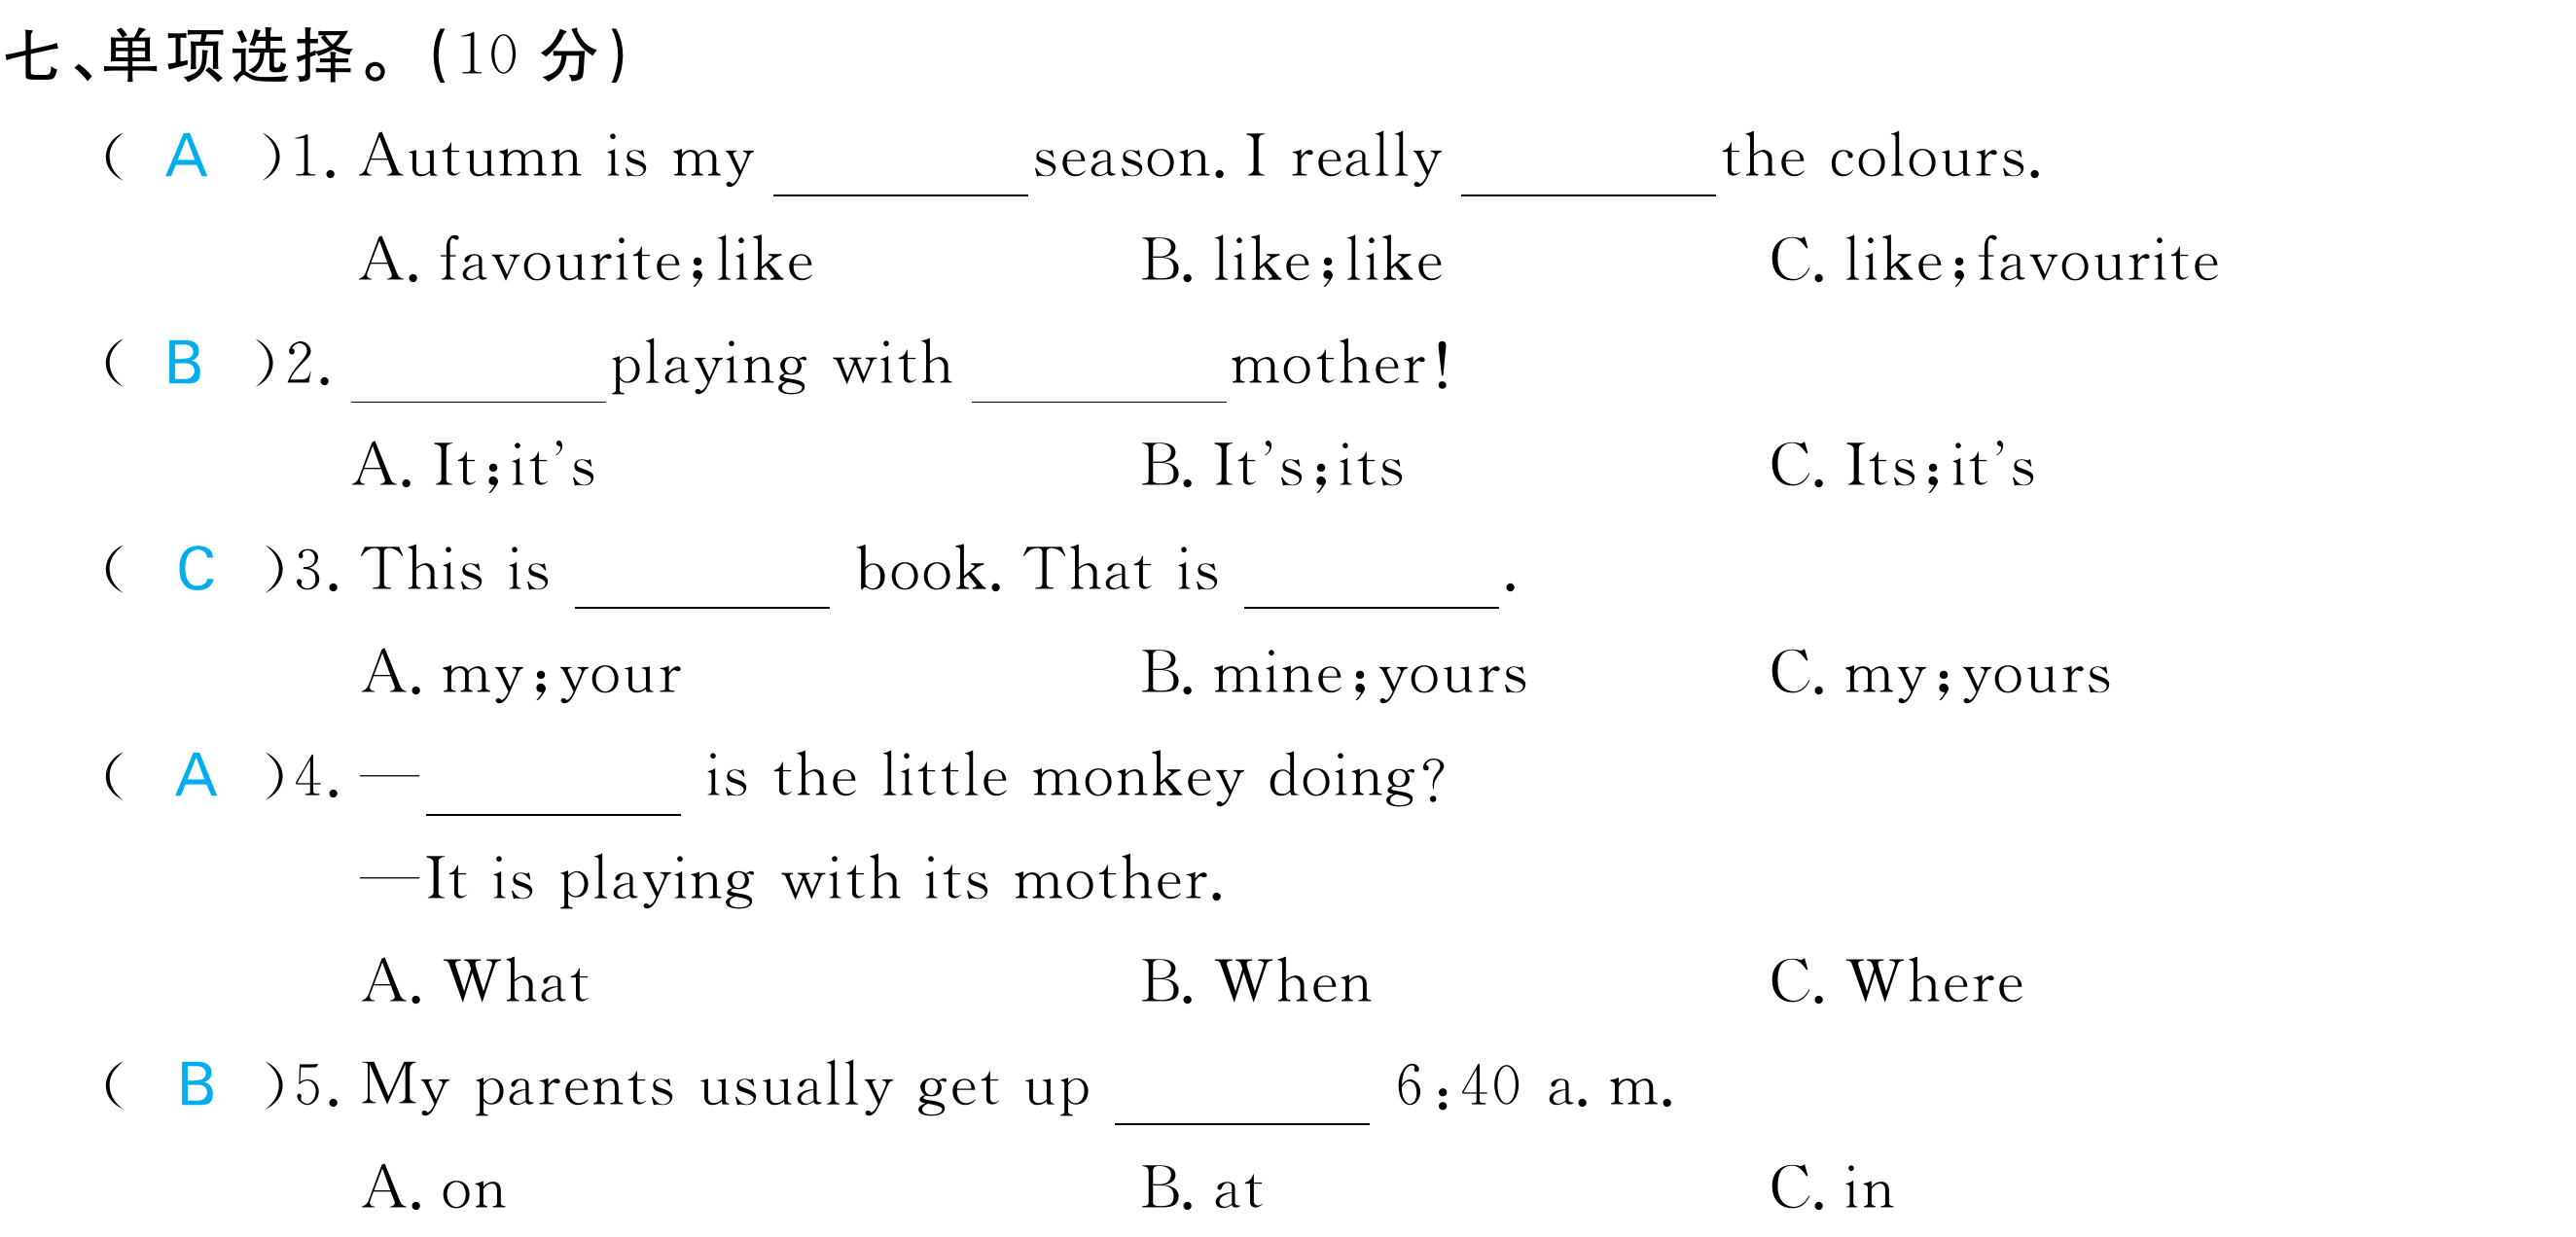 七、单项选择。(10 分)
( A )1. Autumn is my ________ season. I really ________ the colours.
A. favourite;like B. like;like C. like;favourite
( B )2. ________ playing with ________ mother!
A. It;it's B. It's;its C. Its;it's
( C )3. This is ________ book. That is ________.
A. my;your B. mine;yours C. my;yours
( A )4. —________ is the little monkey doing?
—It is playing with its mother.
A. What B. When C. Where
( B )5. My parents usually get up ________ 6:40 a. m.
A. on B. at C. in